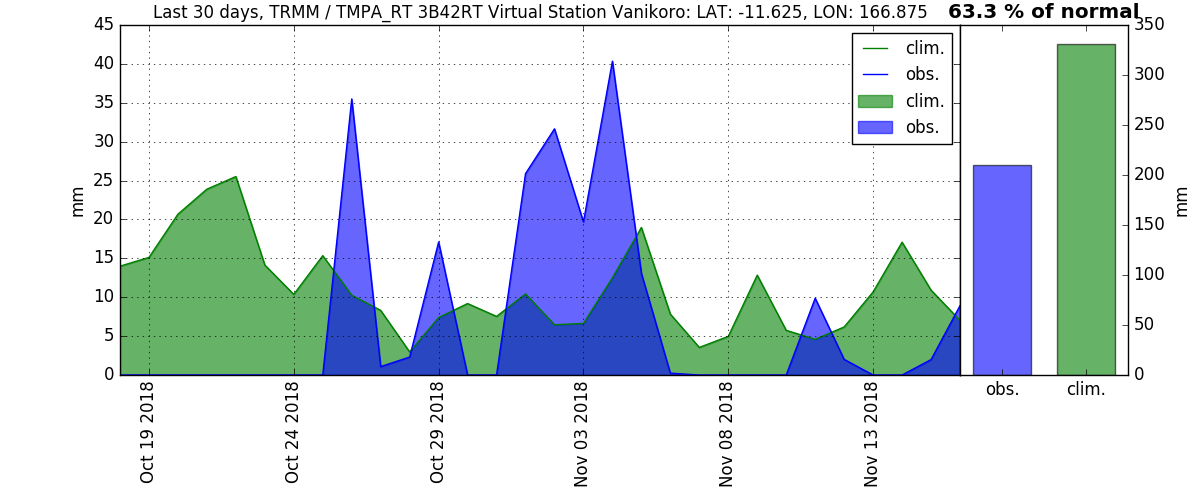 Last 30 days, TRMM / TMPA_RT 3B42RT Virtual Station Vanikoro: LAT: -11.625, LON: 166.875
63.3 % of normal
45
40
35
30
25
20
15
10
5
0
mm
clim.
obs.
clim.
obs.
Oct 19 2018
Oct 24 2018
Oct 29 2018
Nov 03 2018
Nov 08 2018
Nov 13 2018
350
300
250
200
150
100
50
0
mm
obs.
clim.